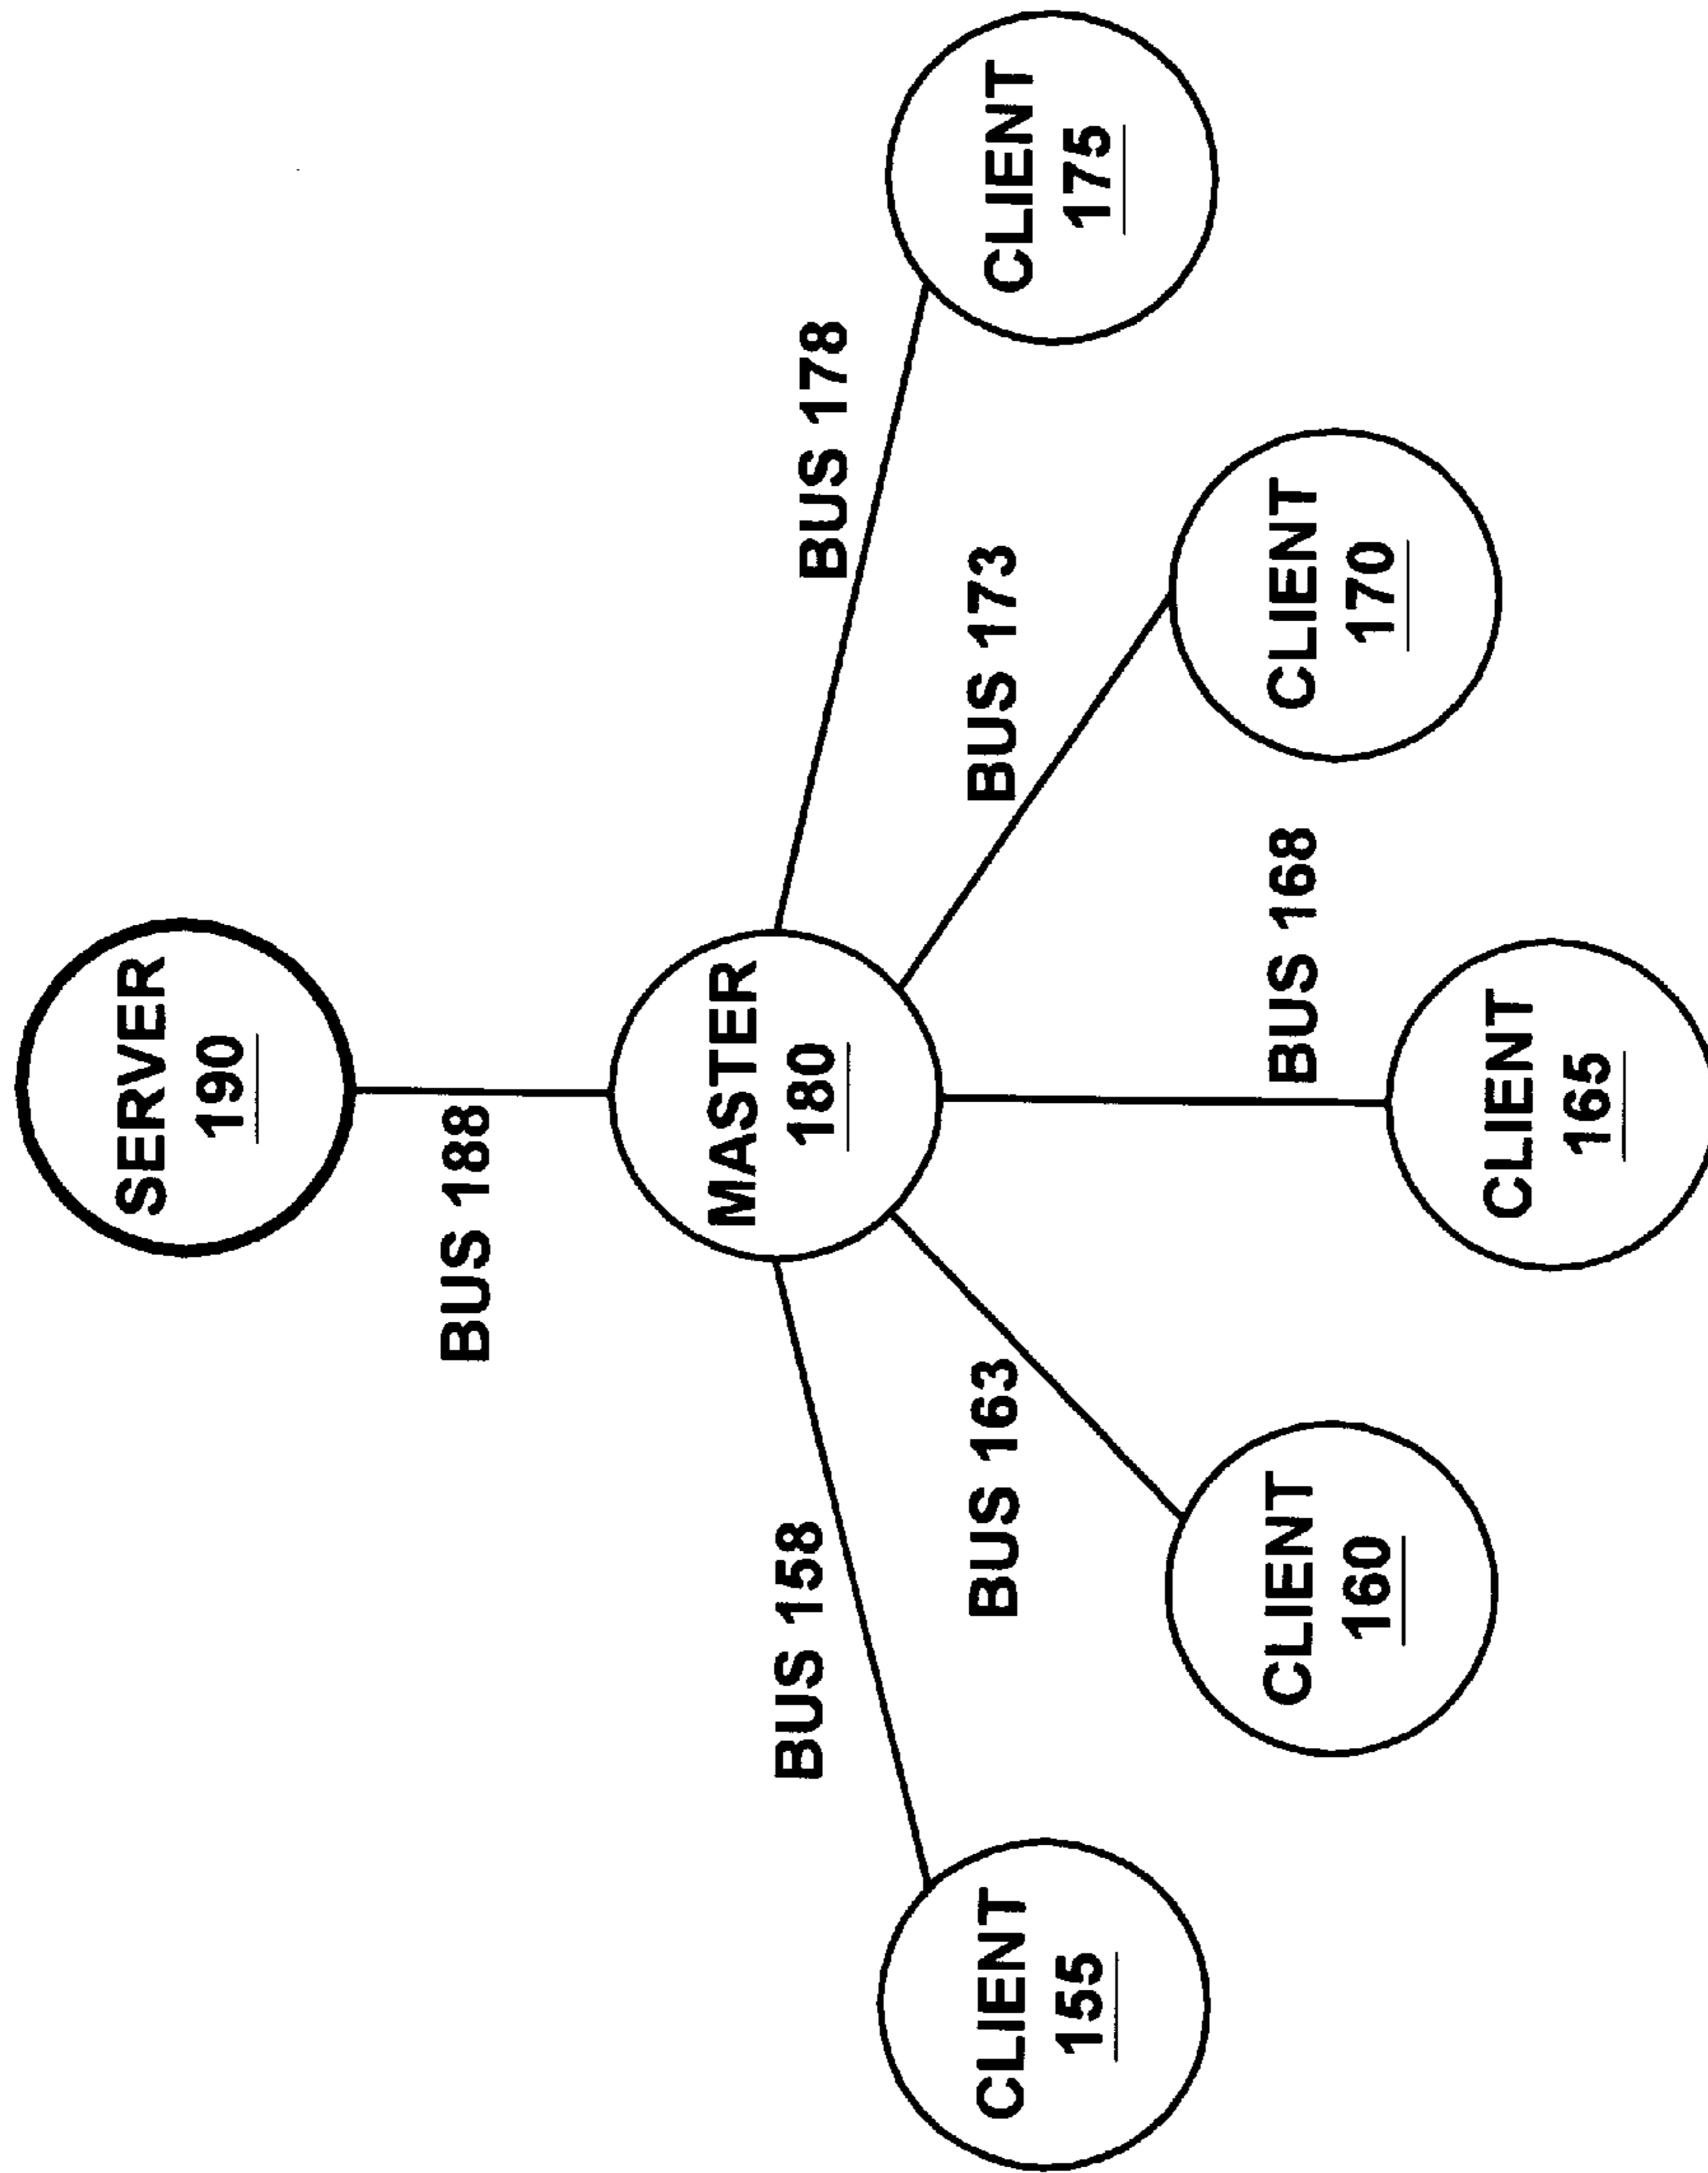 SERVER
190
BUS 188
MASTER
180
BUS 158
BUS 178
BUS 163
BUS 173
CLIENT
155
CLIENT
175
BUS 168
CLIENT
160
CLIENT
170
CLIENT
165